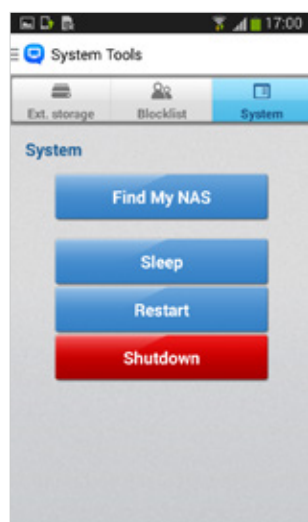 17:00
System Tools
Ext. storage Blocklist System
System
Find My NAS
Sleep
Restart
Shutdown